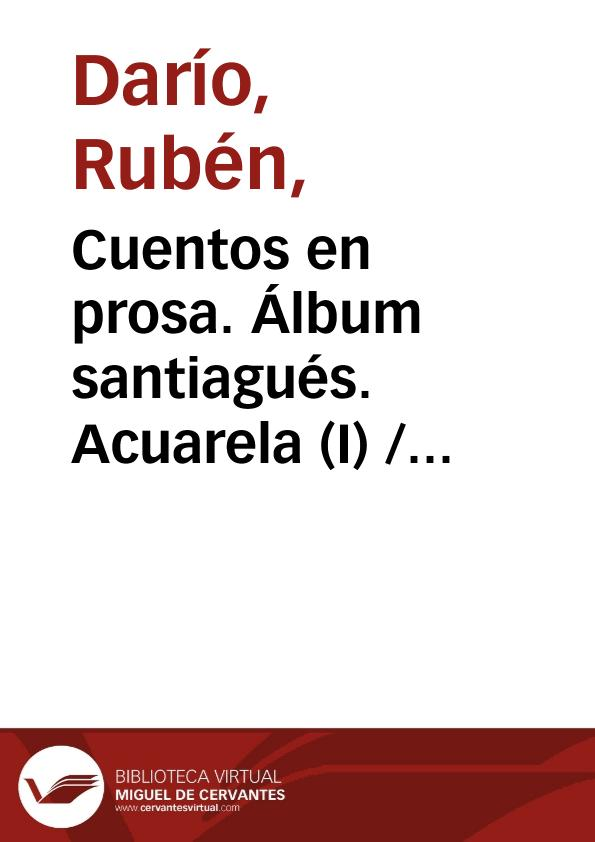 Darío,
Rubén,
Cuentos en
prosa. Álbum
santiagués.
Acuarela (I) /...
BIBLIOTECA VIRTUAL
MIGUEL DE CERVANTES
www.cervantesvirtual.com